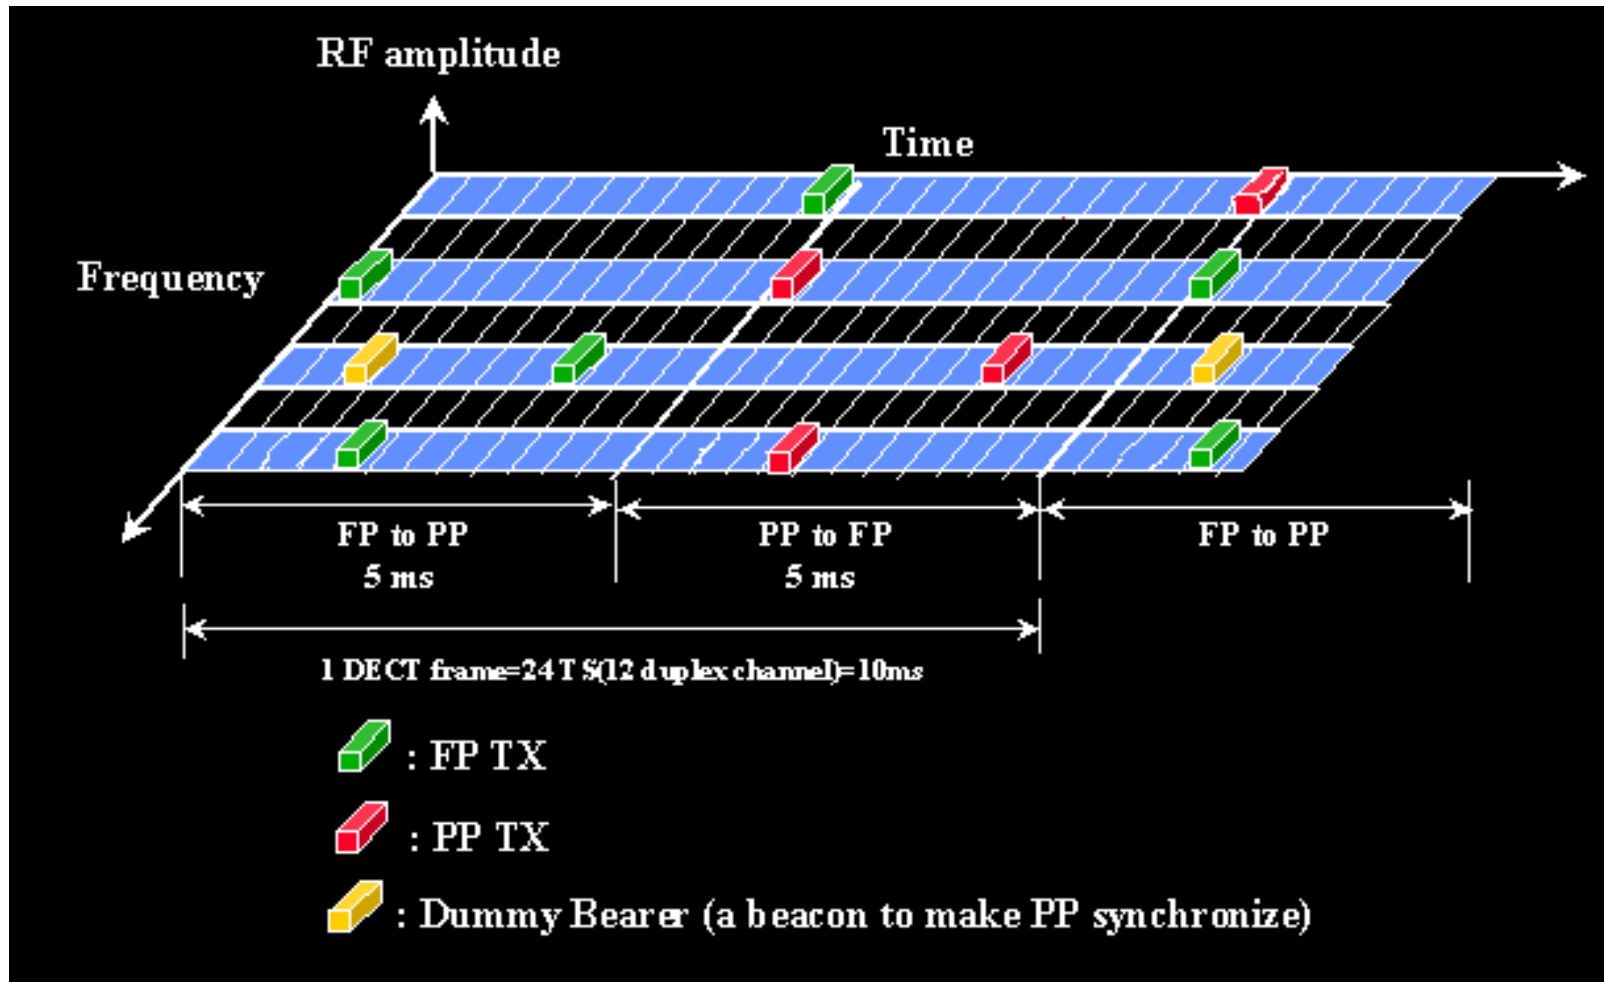 RF amplitude
Time
Frequency
FP to PP
5 ms
PP to FP
5 ms
FP to PP
1 DECT frame=24 TS(12 duplex channel)=10ms
: FP TX
: PP TX
: Dummy Bearer (a beacon to make PP synchronize)